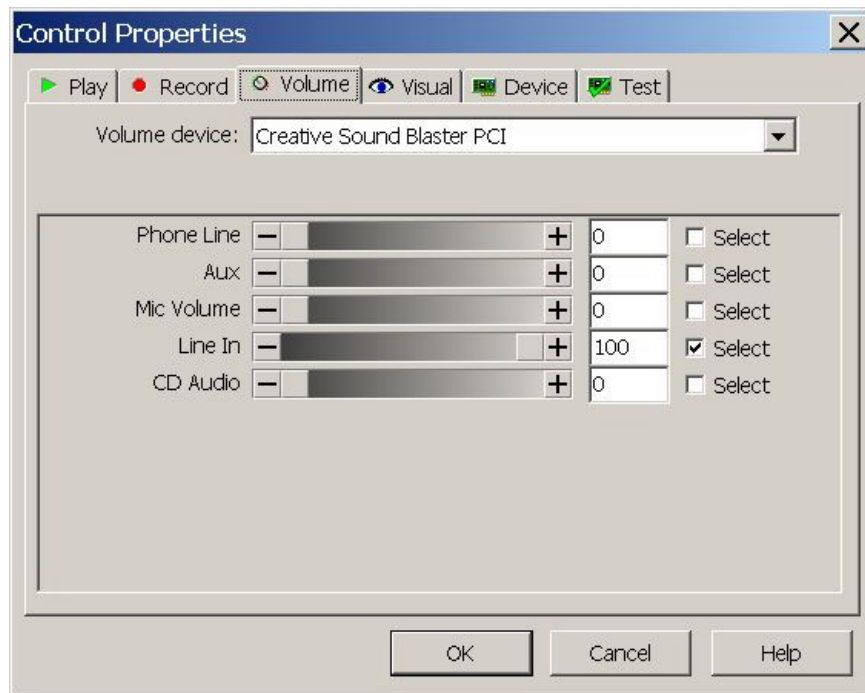 Control Properties
Play Record Volume Visual Device Test
Volume device: Creative Sound Blaster PCI
Phone Line 0 Select
Aux 0 Select
Mic Volume 0 Select
Line In 100 Select
CD Audio 0 Select
OK Cancel Help